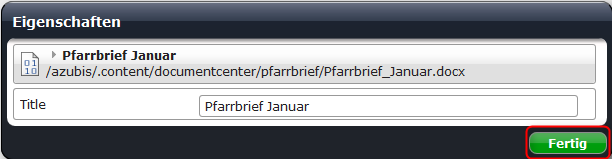 Eigenschaften
Pfarrbrief Januar
/azubis/.content/documentcenter/pfarrbrief/Pfarrbrief_Januar.docx
Title Pfarrbrief Januar
Fertig